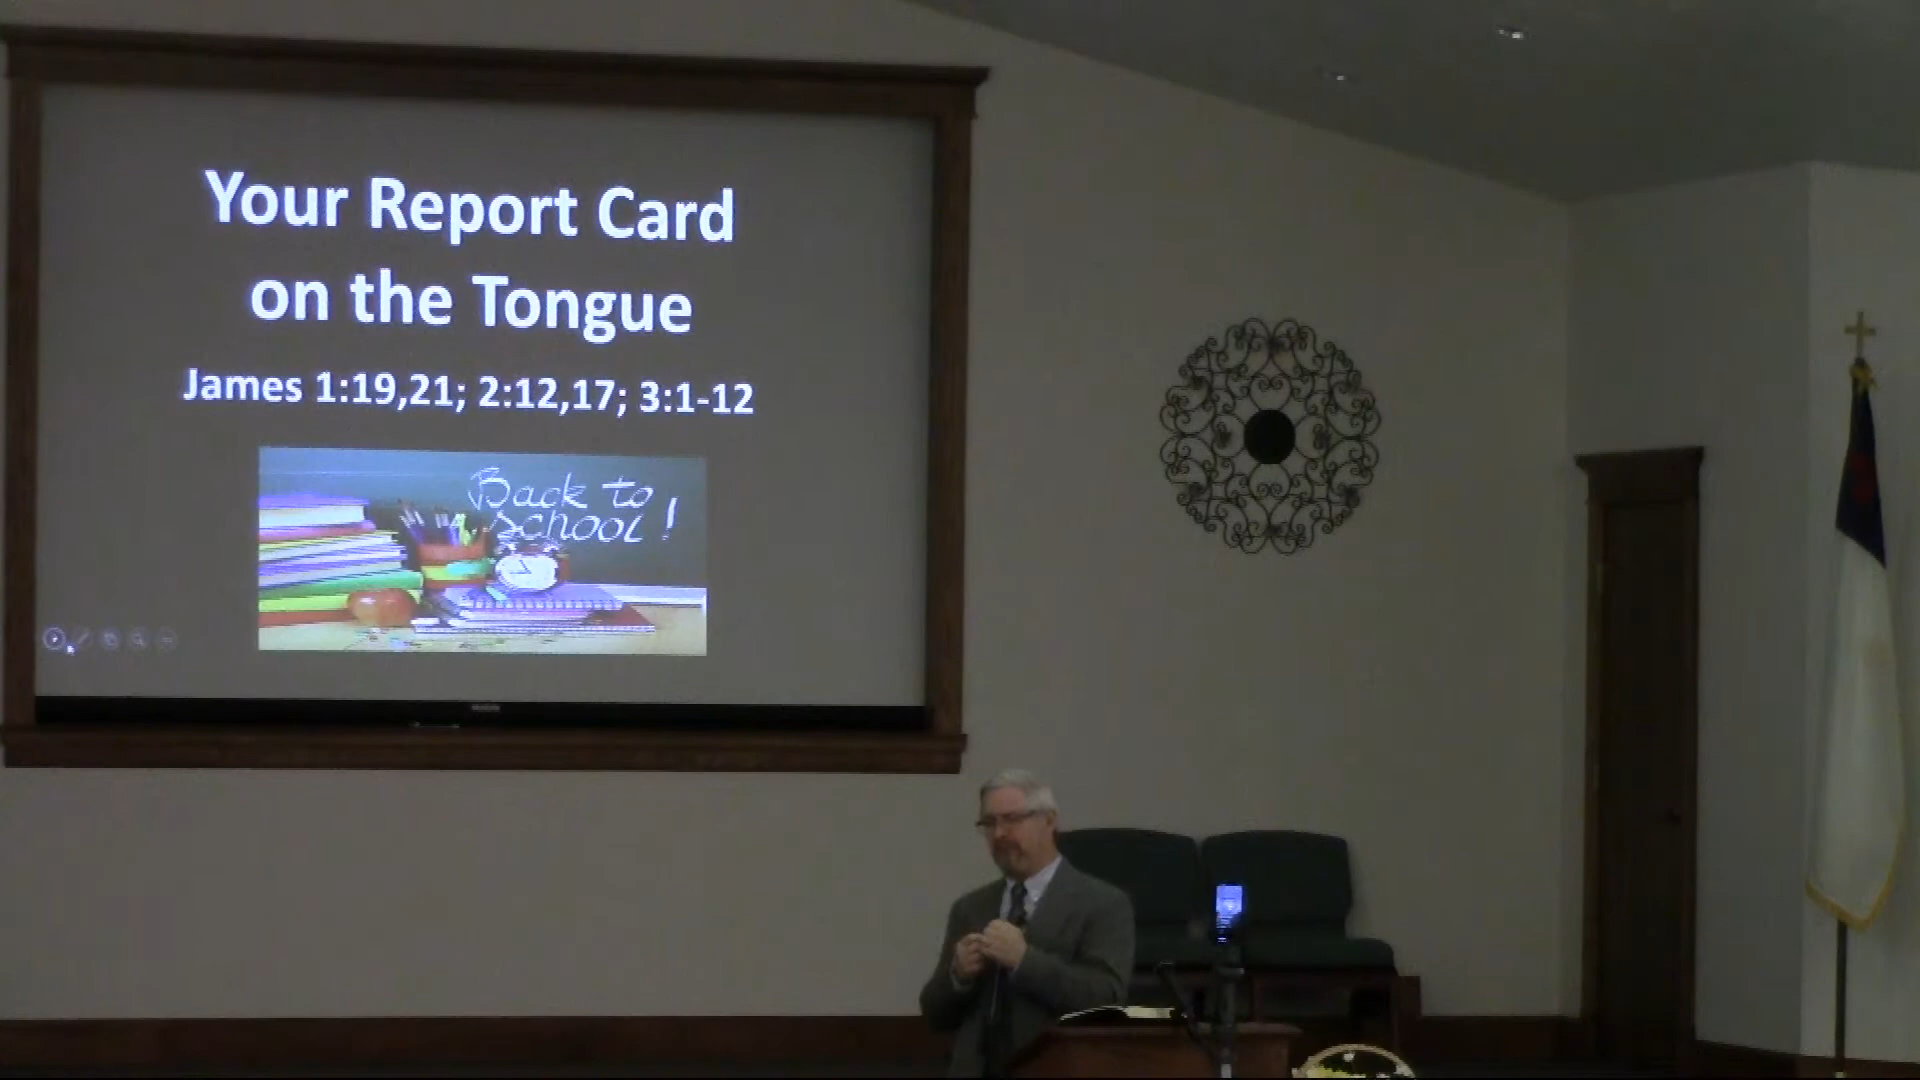 Your Report Card
on the Tongue
James 1:19,21; 2:12,17; 3:1-12
Back to
school!